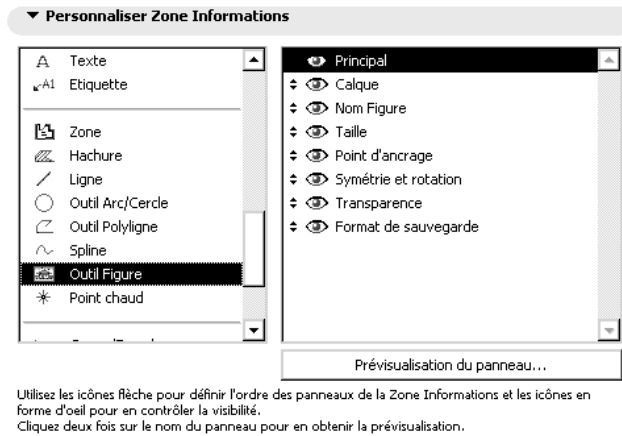 Personnaliser Zone Informations
A Texte
A1 Etiquette
Zone
Hachure
Ligne
Outil Arc/Cercle
Outil Polyligne
Spline
Outil Figure
Point chaud
Principal
Calque
Nom Figure
Taille
Point d'ancrage
Symétrie et rotation
Transparence
Format de sauvegarde
Prévisualisation du panneau...
Utilisez les icônes flèche pour définir l'ordre des panneaux de la Zone Informations et les icônes en
forme d'oeil pour en contrôler la visibilité.
Cliquez deux fois sur le nom du panneau pour en obtenir la prévisualisation.